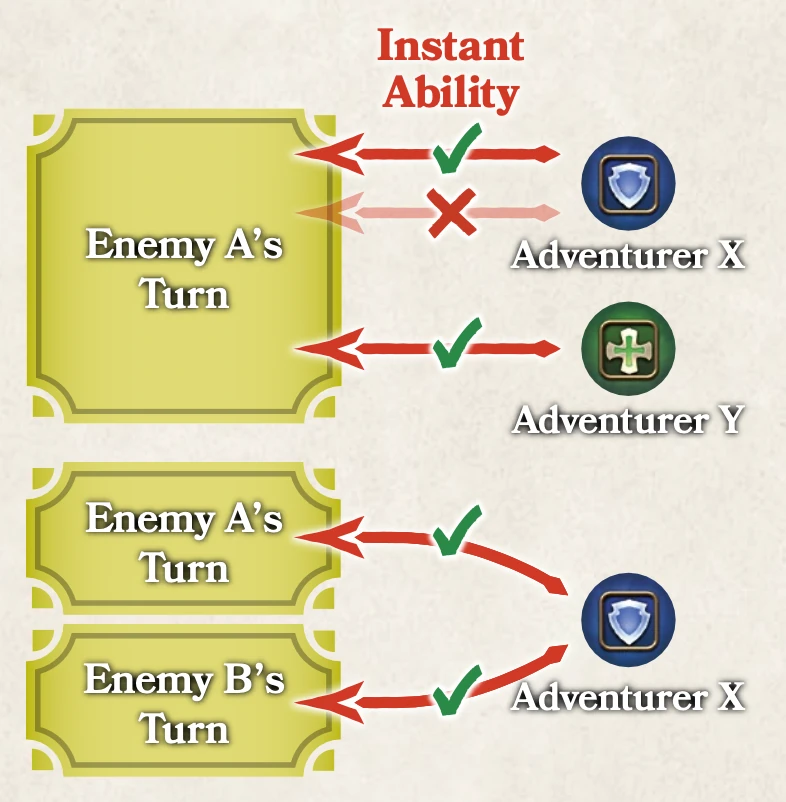 Instant
Ability
Enemy A's
Turn
Adventurer X
Adventurer Y
Enemy A's
Turn
Enemy B's
Turn
Adventurer X